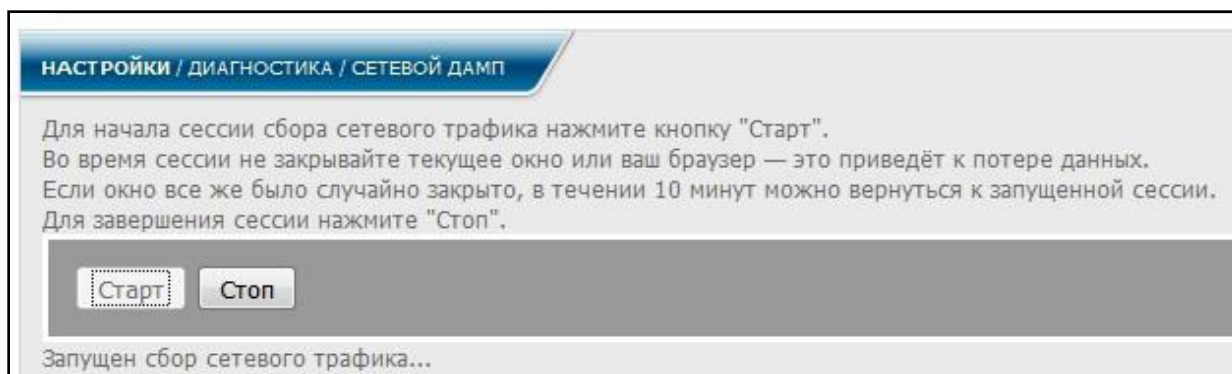 НАСТРОЙКИ / ДИАГНОСТИКА / СЕТЕВОЙ ДАМП
Для начала сессии сбора сетевого трафика нажмите кнопку "Старт".
Во время сессии не закрывайте текущее окно или ваш браузер — это приведёт к потере данных.
Если окно все же было случайно закрыто, в течении 10 минут можно вернуться к запущенной сессии.
Для завершения сессии нажмите "Стоп".
Старт Стоп
Запущен сбор сетевого трафика...